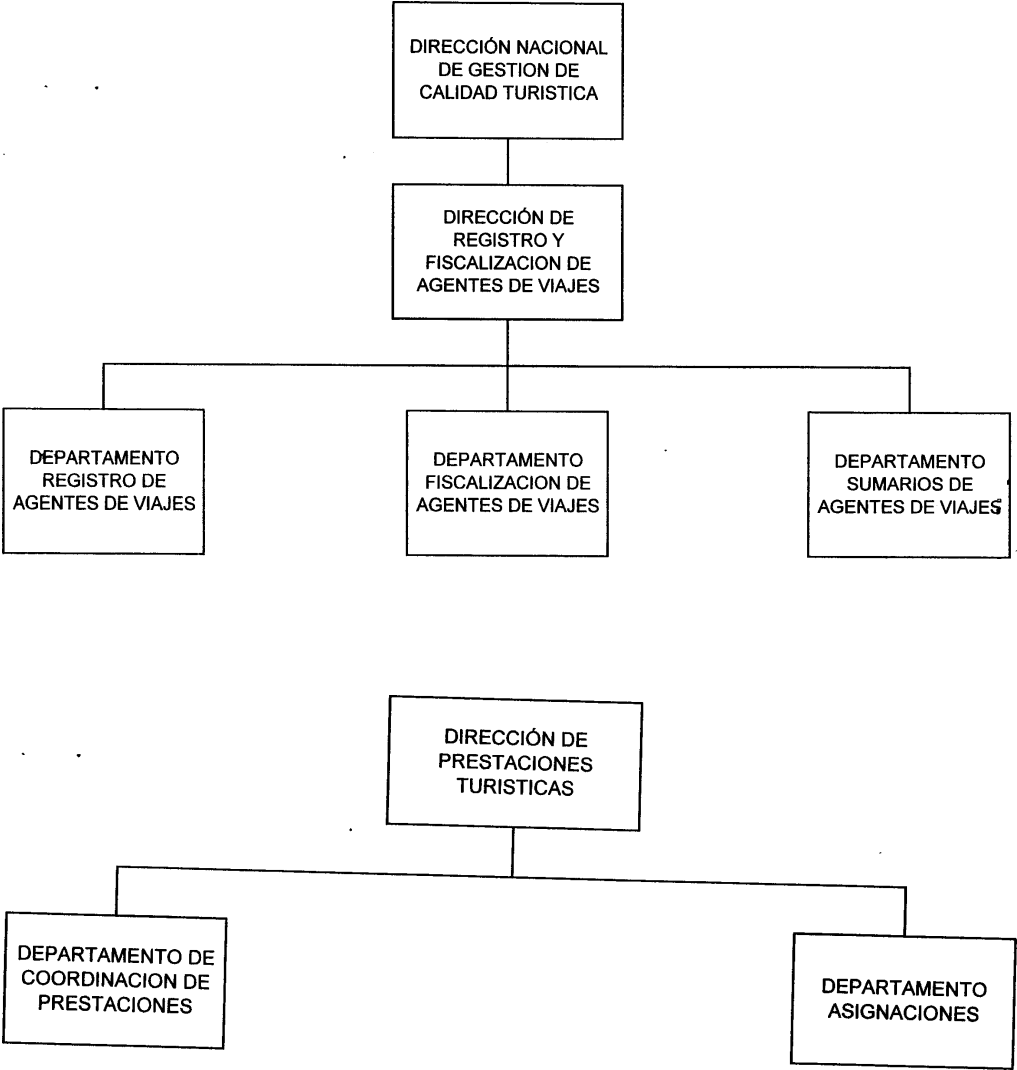 DIRECCIÓN NACIONAL
DE GESTION DE
CALIDAD TURISTICA
DIRECCIÓN DE
REGISTRO Y
FISCALIZACION DE
AGENTES DE VIAJES
DEPARTAMENTO
REGISTRO DE
AGENTES DE VIAJES
DEPARTAMENTO
FISCALIZACION DE
AGENTES DE VIAJES
DEPARTAMENTO
SUMARIOS DE
AGENTES DE VIAJES
DIRECCIÓN DE
PRESTACIONES
TURISTICAS
DEPARTAMENTO DE
COORDINACION DE
PRESTACIONES
DEPARTAMENTO
ASIGNACIONES